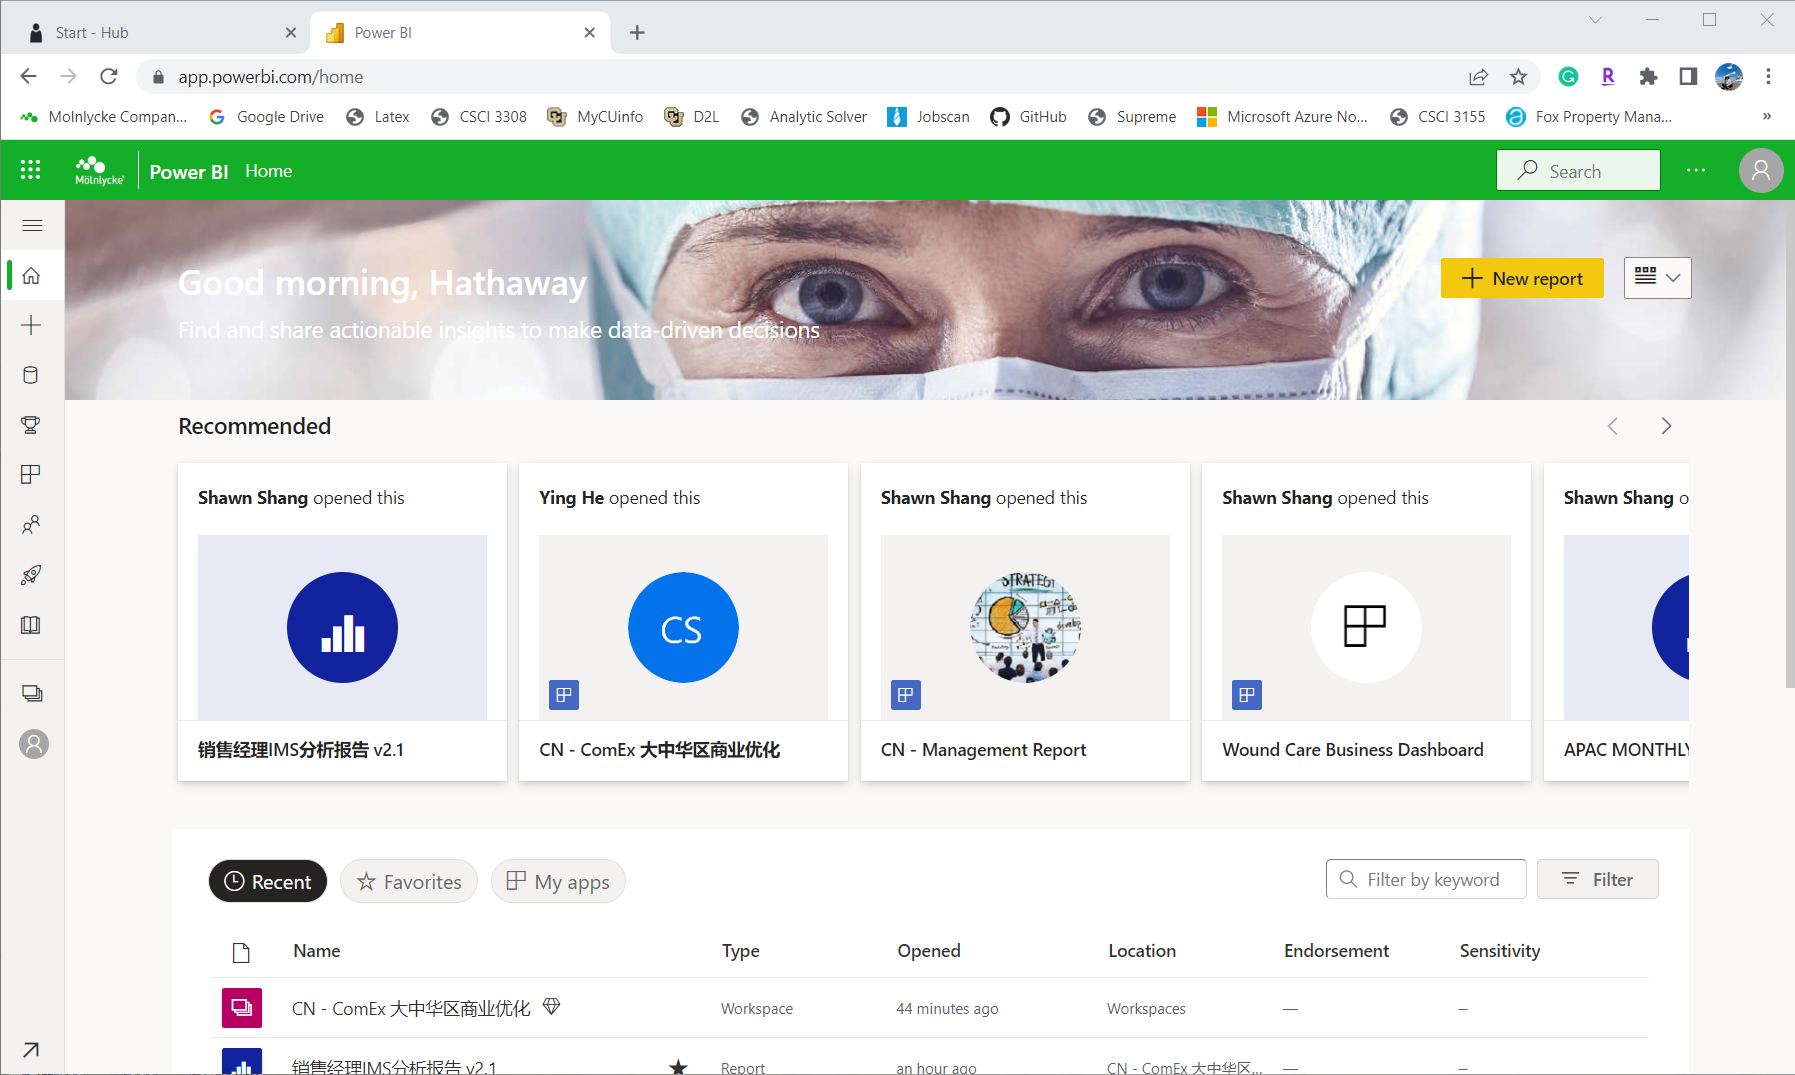 Start - Hub
Power BI
app.powerbi.com/home
Molnlycke Compan...
Google Drive
Latex
CSCI 3308
MyCUinfo
D2L
Analytic Solver
Jobscan
GitHub
Supreme
Microsoft Azure No...
CSCI 3155
Fox Property Mana...
»
Mölnlycke®
Power BI
Home
Search
Good morning, Hathaway
Find and share actionable insights to make data-driven decisions
New report
Recommended
Shawn Shang opened this
Ying He opened this
Shawn Shang opened this
Shawn Shang opened this
Shawn Shang o
CS
STRATEGY
销售经理IMS分析报告 v2.1
CN - ComEx 大中华区商业优化
CN - Management Report
Wound Care Business Dashboard
APAC MONTHLY
Recent
Favorites
My apps
Filter by keyword
Filter
Name
Type
Opened
Location
Endorsement
Sensitivity
CN - ComEx 大中华区商业优化
Workspace
44 minutes ago
Workspaces
—
–
销售经理IMS分析报告 v2.1
Report
an hour ago
CN - ComEx 大中华区...
—
–